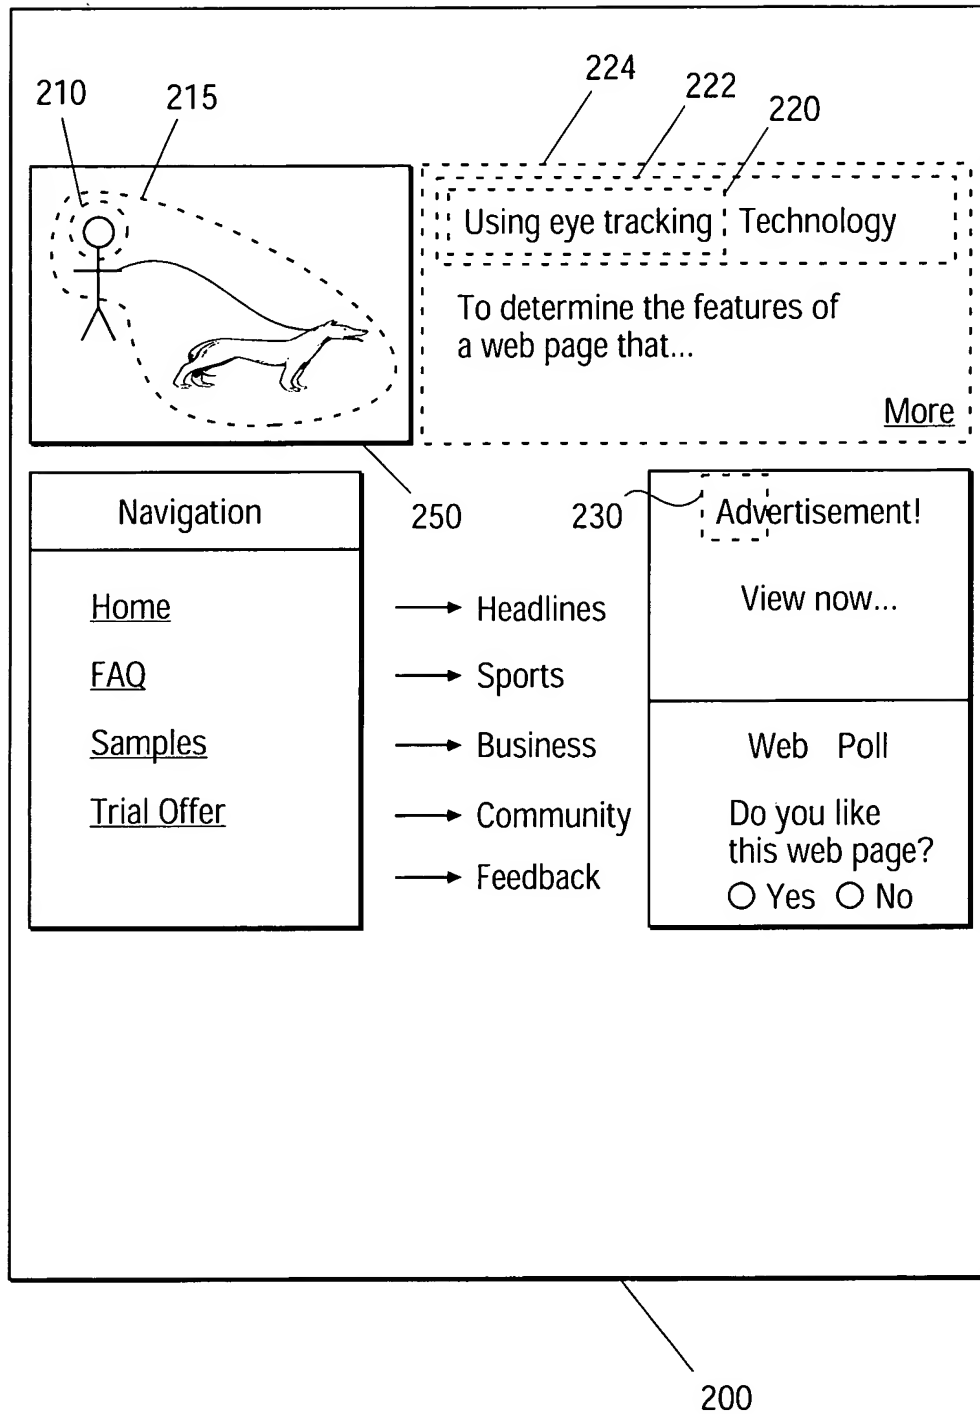 224
222
210
215
220
Using eye tracking Technology
To determine the features of
a web page that...
More
250
230
Navigation
Home
FAQ
Samples
Trial Offer
Headlines
Sports
Business
Community
Feedback
Advertisement!
View now...
Web Poll
Do you like
this web page?
Yes No
200